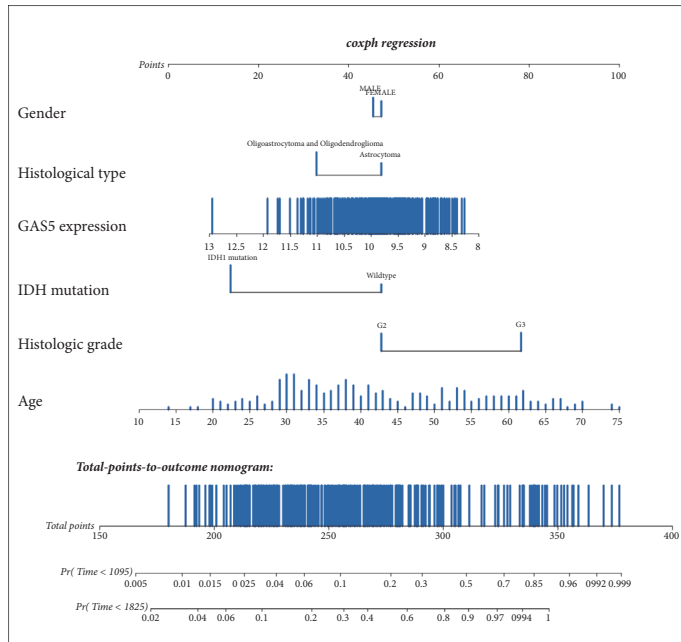 coxph regression
Points 0 20 40 60 80 100
MALE
FEMALE
Gender
Oligoastrocytoma and Oligodendroglioma
Astrocytoma
Histological type
GAS5 expression
13 12.5 12 11.5 11 10.5 10 9.5 9 8.5 8
IDH1 mutation
Wildtype
IDH mutation
G2 G3
Histologic grade
Age
10 15 20 25 30 35 40 45 50 55 60 65 70 75
Total-points-to-outcome nomogram:
Total points 150 200 250 300 350 400
Pr( Time < 1095)
0.005 0.01 0.015 0 025 0.04 0.06 0.1 0.2 0.3 0.5 0.7 0.85 0.96 0992 0.999
Pr( Time < 1825)
0.02 0.04 0.06 0.1 0.2 0.3 0.4 0.6 0.8 0.9 0.97 0994 1